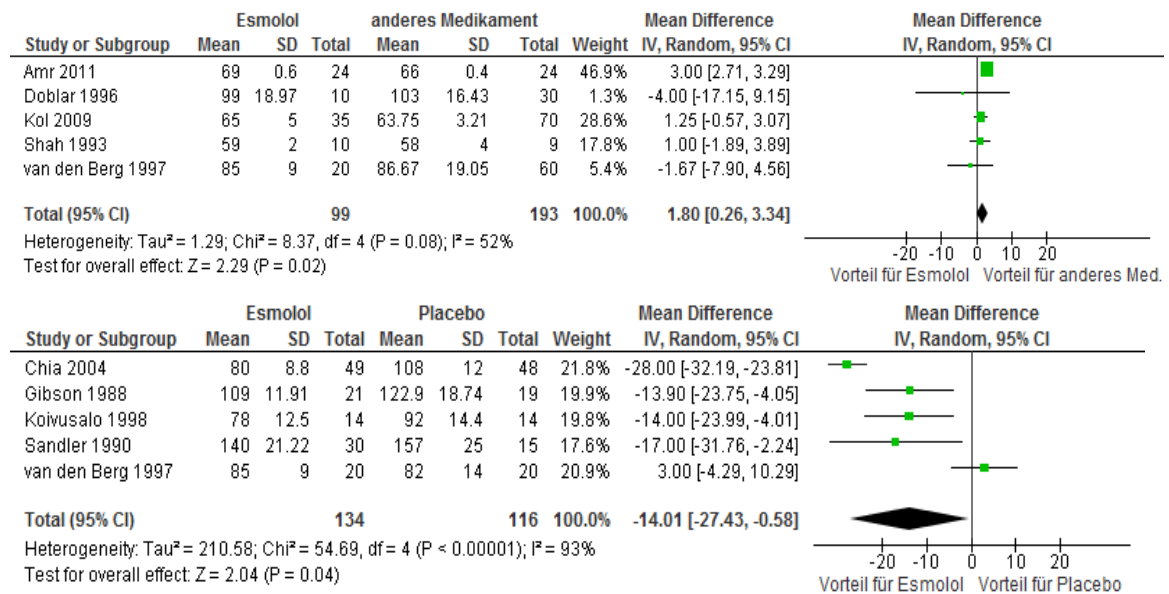 Esmolol anderes Medikament Mean Difference Mean Difference
Study or Subgroup Mean SD Total Mean SD Total Weight IV, Random, 95% CI IV, Random, 95% CI
Amr 2011 69 0.6 24 66 0.4 24 46.9% 3.00 [2.71, 3.29]
Doblar 1996 99 18.97 10 103 16.43 30 1.3% -4.00 [-17.15, 9.15]
Kol 2009 65 5 35 63.75 3.21 70 28.6% 1.25 [-0.57, 3.07]
Shah 1993 59 2 10 58 4 9 17.8% 1.00 [-1.89, 3.89]
van den Berg 1997 85 9 20 86.67 19.05 60 5.4% -1.67 [-7.90, 4.56]
Total (95% CI) 99 193 100.0% 1.80 [0.26, 3.34]
Heterogeneity: Tau² = 1.29; Chi² = 8.37, df = 4 (P = 0.08); I² = 52%
Test for overall effect: Z = 2.29 (P = 0.02)
-20 -10 0 10 20
Vorteil für Esmolol Vorteil für anderes Med.
Esmolol Placebo Mean Difference Mean Difference
Study or Subgroup Mean SD Total Mean SD Total Weight IV, Random, 95% CI IV, Random, 95% CI
Chia 2004 80 8.8 49 108 12 48 21.8% -28.00 [-32.19, -23.81]
Gibson 1988 109 11.91 21 122.9 18.74 19 19.9% -13.90 [-23.75, -4.05]
Koivusalo 1998 78 12.5 14 92 14.4 14 19.8% -14.00 [-23.99, -4.01]
Sandler 1990 140 21.22 30 157 25 15 17.6% -17.00 [-31.76, -2.24]
van den Berg 1997 85 9 20 82 14 20 20.9% 3.00 [-4.29, 10.29]
Total (95% CI) 134 116 100.0% -14.01 [-27.43, -0.58]
Heterogeneity: Tau² = 210.58; Chi² = 54.69, df = 4 (P < 0.00001); I² = 93%
Test for overall effect: Z = 2.04 (P = 0.04)
-20 -10 0 10 20
Vorteil für Esmolol Vorteil für Placebo